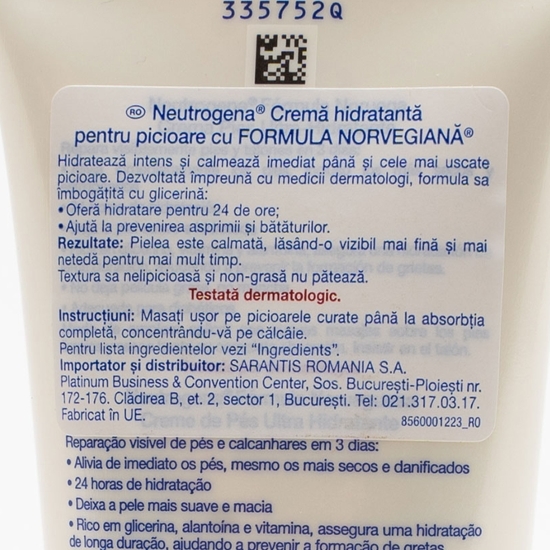 335752Q
RO Neutrogena® Cremă hidratantă
pentru picioare cu FORMULA NORVEGIANĂ®
Hidratează intens și calmează imediat până și cele mai uscate
picioare. Dezvoltată împreună cu medicii dermatologi, formula sa
îmbogățită cu glicerină:
• Oferă hidratare pentru 24 de ore;
• Ajută la prevenirea asprimii și bătăturilor.
Rezultate: Pielea este calmată, lăsând-o vizibil mai fină și mai
netedă pentru mai mult timp.
Textura sa nelipicioasă și non-grasă nu pătează.
Testată dermatologic.
Instrucțiuni: Masați ușor pe picioarele curate până la absorbția
completă, concentrându-vă pe călcâie.
Pentru lista ingredientelor vezi "Ingredients".
Importator și distribuitor: SARANTIS ROMANIA S.A.
Platinum Business & Convention Center, Sos. București-Ploiești nr.
172-176. Clădirea B, et. 2, sector 1, București. Tel: 021.317.03.17.
Fabricat în UE.
8560001223_R0
Creme de Pés Ultra Hidratante
Reparação visível de pés e calcanhares em 3 dias:
• Alivia de imediato os pés, mesmo os mais secos e danificados
• 24 horas de hidratação
• Deixa a pele mais suave e macia
• Rico em glicerina, alantoína e vitamina, assegura uma hidratação
de longa duração, ajudando a prevenir a formação de gretas